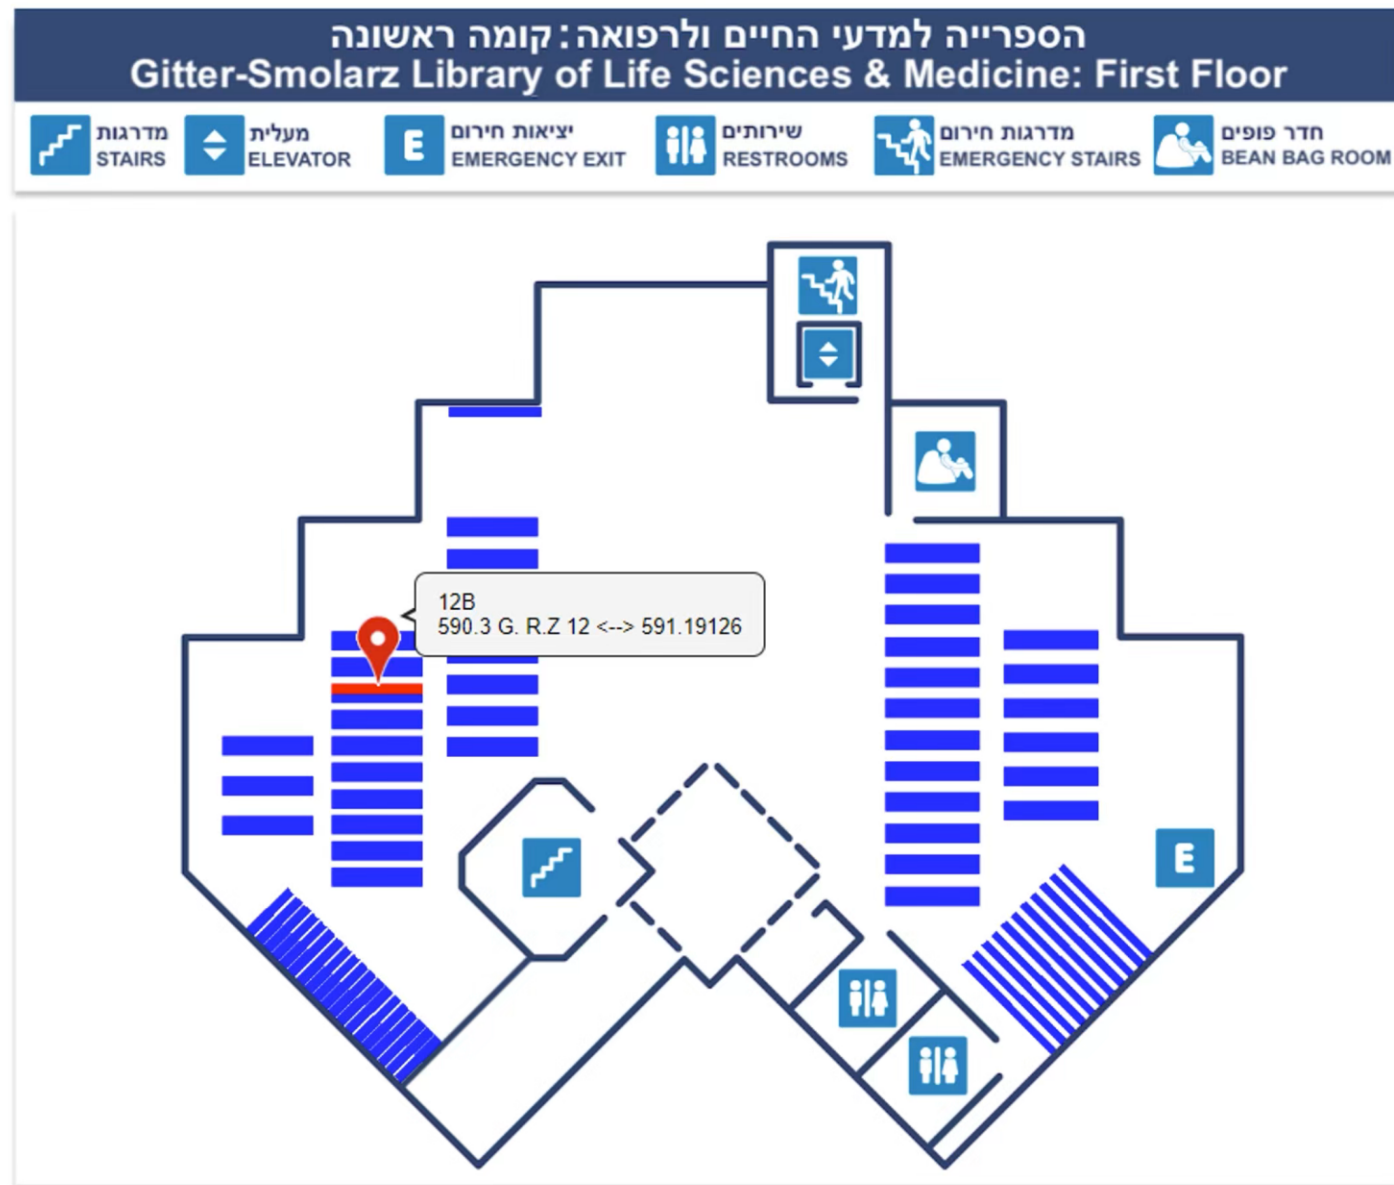 הספרייה למדעי החיים ולרפואה: קומה ראשונה
Gitter-Smolarz Library of Life Sciences & Medicine: First Floor
מדרגות
STAIRS
מעלית
ELEVATOR
E
יציאות חירום
EMERGENCY EXIT
שירותים
RESTROOMS
מדרגות חירום
EMERGENCY STAIRS
חדר פופים
BEAN BAG ROOM
12B
590.3 G. R.Z 12 <--> 591.19126
E